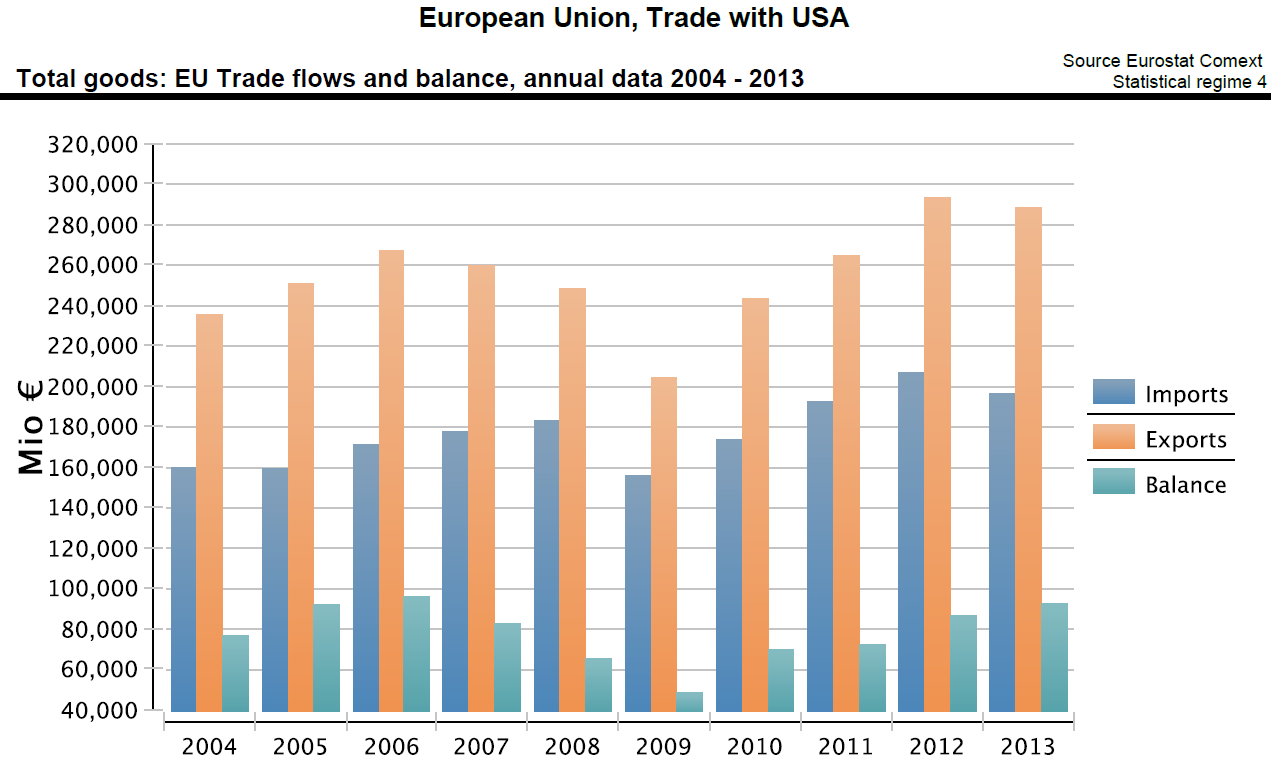 European Union, Trade with USA
Source Eurostat Comext
Total goods: EU Trade flows and balance, annual data 2004 - 2013
Statistical regime 4
320,000
300,000
280,000
260,000
240,000
220,000
200,000
180,000
160,000
140,000
120,000
100,000
80,000
60,000
40,000
Mio €
2004 2005 2006 2007 2008 2009 2010 2011 2012 2013
Imports
Exports
Balance